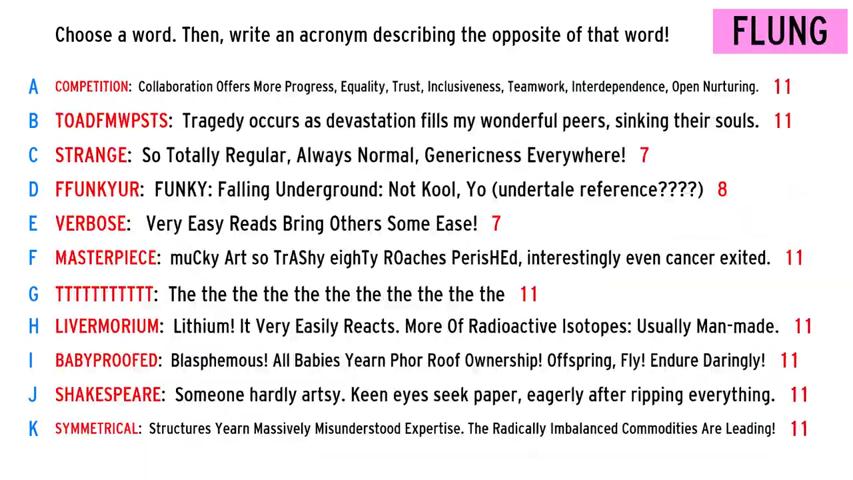 Choose a word. Then, write an acronym describing the opposite of that word!
FLUNG
A COMPETITION: Collaboration Offers More Progress, Equality, Trust, Inclusiveness, Teamwork, Interdependence, Open Nurturing. 11
B TOADFMWPSTS: Tragedy occurs as devastation fills my wonderful peers, sinking their souls. 11
C STRANGE: So Totally Regular, Always Normal, Genericness Everywhere! 7
D FFUNKYUR: FUNKY: Falling Underground: Not Kool, Yo (undertale reference????) 8
E VERBOSE: Very Easy Reads Bring Others Some Ease! 7
F MASTERPIECE: muCky Art so TrAShy eighTy ROaches PerisHEd, interestingly even cancer exited. 11
G TTTTTTTTTTT: The the the the the the the the the the the 11
H LIVERMORIUM: Lithium! It Very Easily Reacts. More Of Radioactive Isotopes: Usually Man-made. 11
I BABYPROOFED: Blasphemous! All Babies Yearn Phor Roof Ownership! Offspring, Fly! Endure Daringly! 11
J SHAKESPEARE: Someone hardly artsy. Keen eyes seek paper, eagerly after ripping everything. 11
K SYMMETRICAL: Structures Yearn Massively Misunderstood Expertise. The Radically Imbalanced Commodities Are Leading! 11